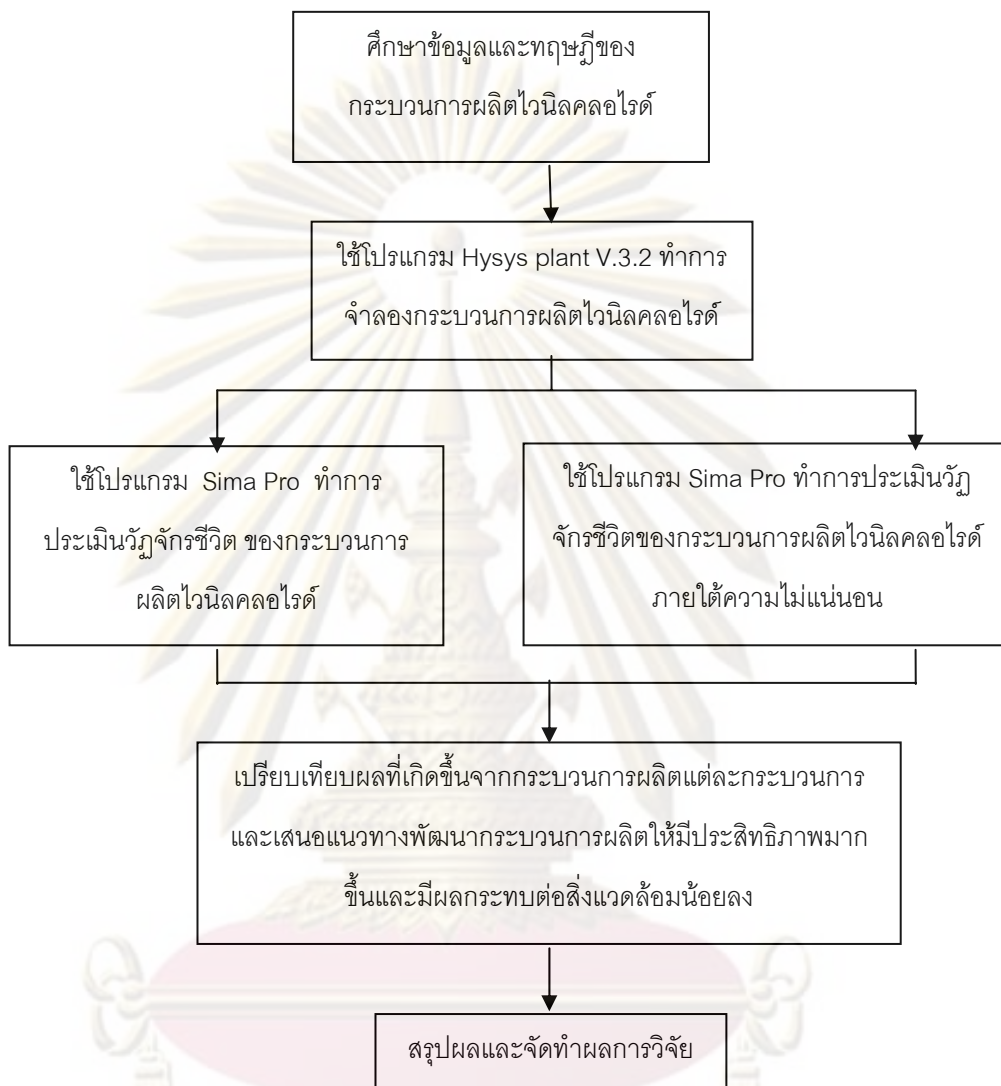 ศึกษาข้อมูลและทฤษฎีของ
กระบวนการผลิตไวนิลคลอไรด์
ใช้โปรแกรม Hysys plant V.3.2 ทำการ
จำลองกระบวนการผลิตไวนิลคลอไรด์
ใช้โปรแกรม Sima Pro ทำการ
ประเมินวัฏจักรชีวิต ของกระบวนการ
ผลิตไวนิลคลอไรด์
ใช้โปรแกรม Sima Pro ทำการประเมินวัฏ
จักรชีวิตของกระบวนการผลิตไวนิลคลอไรด์
ภายใต้ความไม่แน่นอน
เปรียบเทียบผลที่เกิดขึ้นจากกระบวนการผลิตแต่ละกระบวนการ
และเสนอแนวทางพัฒนากระบวนการผลิตให้มีประสิทธิภาพมาก
ขึ้นและมีผลกระทบต่อสิ่งแวดล้อมน้อยลง
สรุปผลและจัดทำผลการวิจัย